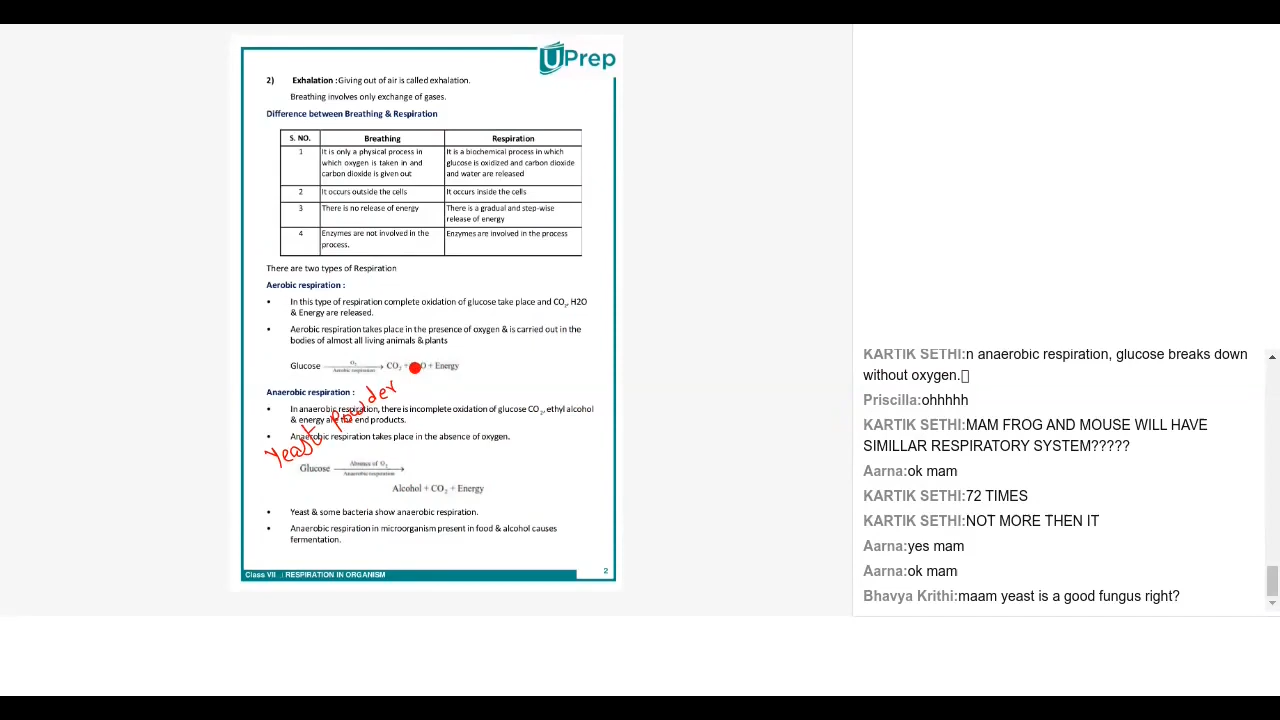 UPrep
2) Exhalation : Giving out of air is called exhalation.
Breathing involves only exchange of gases.
Difference between Breathing & Respiration
S. NO. Breathing Respiration
1 It is only a physical process in which oxygen is taken in and carbon dioxide is given out It is a biochemical process in which glucose is oxidized and carbon dioxide and water are released
2 It occurs outside the cells It occurs inside the cells
3 There is no release of energy There is a gradual and step-wise release of energy
4 Enzymes are not involved in the process. Enzymes are involved in the process
There are two types of Respiration
Aerobic respiration :
• In this type of respiration complete oxidation of glucose take place and CO₂, H2O
& Energy are released.
• Aerobic respiration takes place in the presence of oxygen & is carried out in the
bodies of almost all living animals & plants
Glucose O₂ Aerobic respiration → CO₂ + O + Energy
Anaerobic respiration :
• In anaerobic respiration, there is incomplete oxidation of glucose CO₂, ethyl alcohol
& energy are the end products.
• Anaerobic respiration takes place in the absence of oxygen.
Yeast Powder
Glucose Absence of O₂ Anaerobic respiration →
Alcohol + CO₂ + Energy
• Yeast & some bacteria show anaerobic respiration.
• Anaerobic respiration in microorganism present in food & alcohol causes
fermentation.
Class VII : RESPIRATION IN ORGANISM 2
KARTIK SETHI:n anaerobic respiration, glucose breaks down
without oxygen.
Priscilla:ohhhhh
KARTIK SETHI:MAM FROG AND MOUSE WILL HAVE
SIMILLAR RESPIRATORY SYSTEM?????
Aarna:ok mam
KARTIK SETHI:72 TIMES
KARTIK SETHI:NOT MORE THEN IT
Aarna:yes mam
Aarna:ok mam
Bhavya Krithi:maam yeast is a good fungus right?